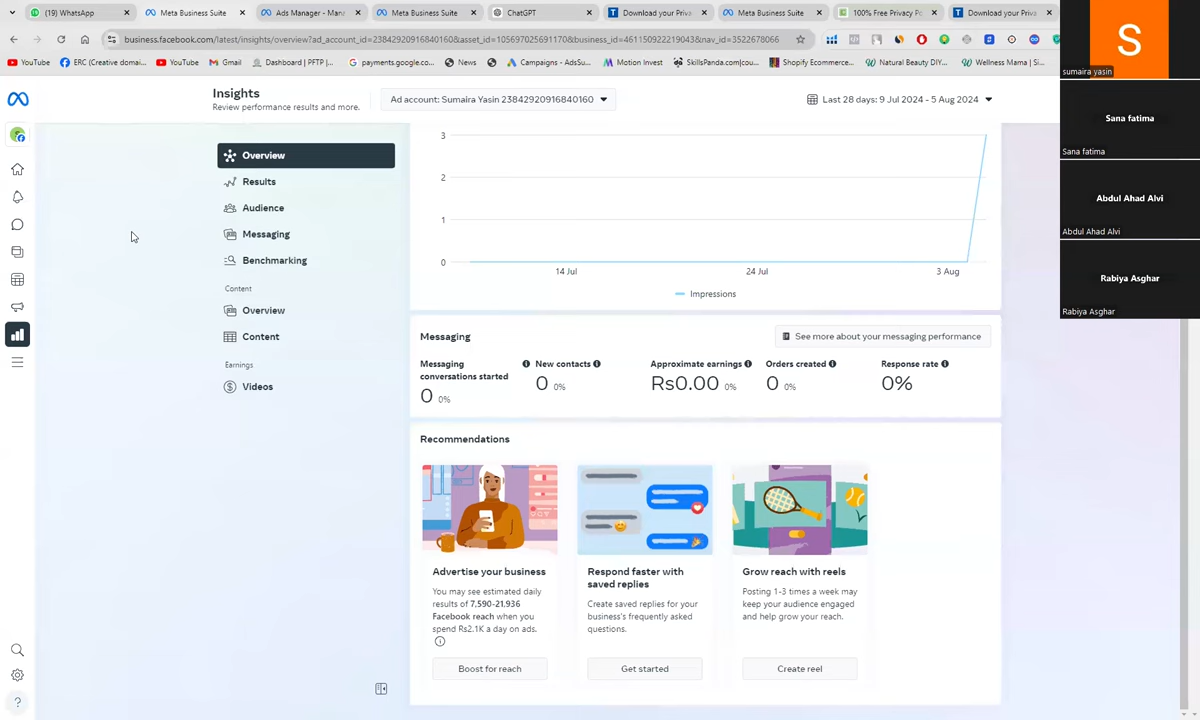 (19) WhatsApp
Meta Business Suite
Ads Manager - Mana
Meta Business Suite
ChatGPT
Download your Priva
Meta Business Suite
100% Free Privacy Po
Download your Priva
business.facebook.com/latest/insights/overview?ad_account_id=23842920916840160&asset_id=105697025691170&business_id=461150922219043&nav_id=3522678066
YouTube
ERC (Creative domai...
YouTube
Gmail
Dashboard | PFTP |...
payments.google.co...
News
Campaigns - AdsSu...
Motion Invest
SkillsPanda(.com|cou...
Shopify Ecommerce...
Natural Beauty DIY...
Wellness Mama | Si...
Insights
Review performance results and more.
Ad account: Sumaira Yasin 23842920916840160
Last 28 days: 9 Jul 2024 - 5 Aug 2024
Overview
Results
Audience
Messaging
Benchmarking
Content
Overview
Content
Earnings
Videos
3
2
1
0
14 Jul
24 Jul
3 Aug
Impressions
Messaging
See more about your messaging performance
Messaging
conversations started
0 0%
New contacts
0 0%
Approximate earnings
Rs0.00 0%
Orders created
0 0%
Response rate
0%
Recommendations
Advertise your business
You may see estimated daily
results of 7,590-21,936
Facebook reach when you
spend Rs2.1K a day on ads.
Boost for reach
Respond faster with
saved replies
Create saved replies for your
business's frequently asked
questions.
Get started
Grow reach with reels
Posting 1-3 times a week may
keep your audience engaged
and help grow your reach.
Create reel
S
sumaira yasin
Sana fatima
Sana fatima
Abdul Ahad Alvi
Abdul Ahad Alvi
Rabiya Asghar
Rabiya Asghar